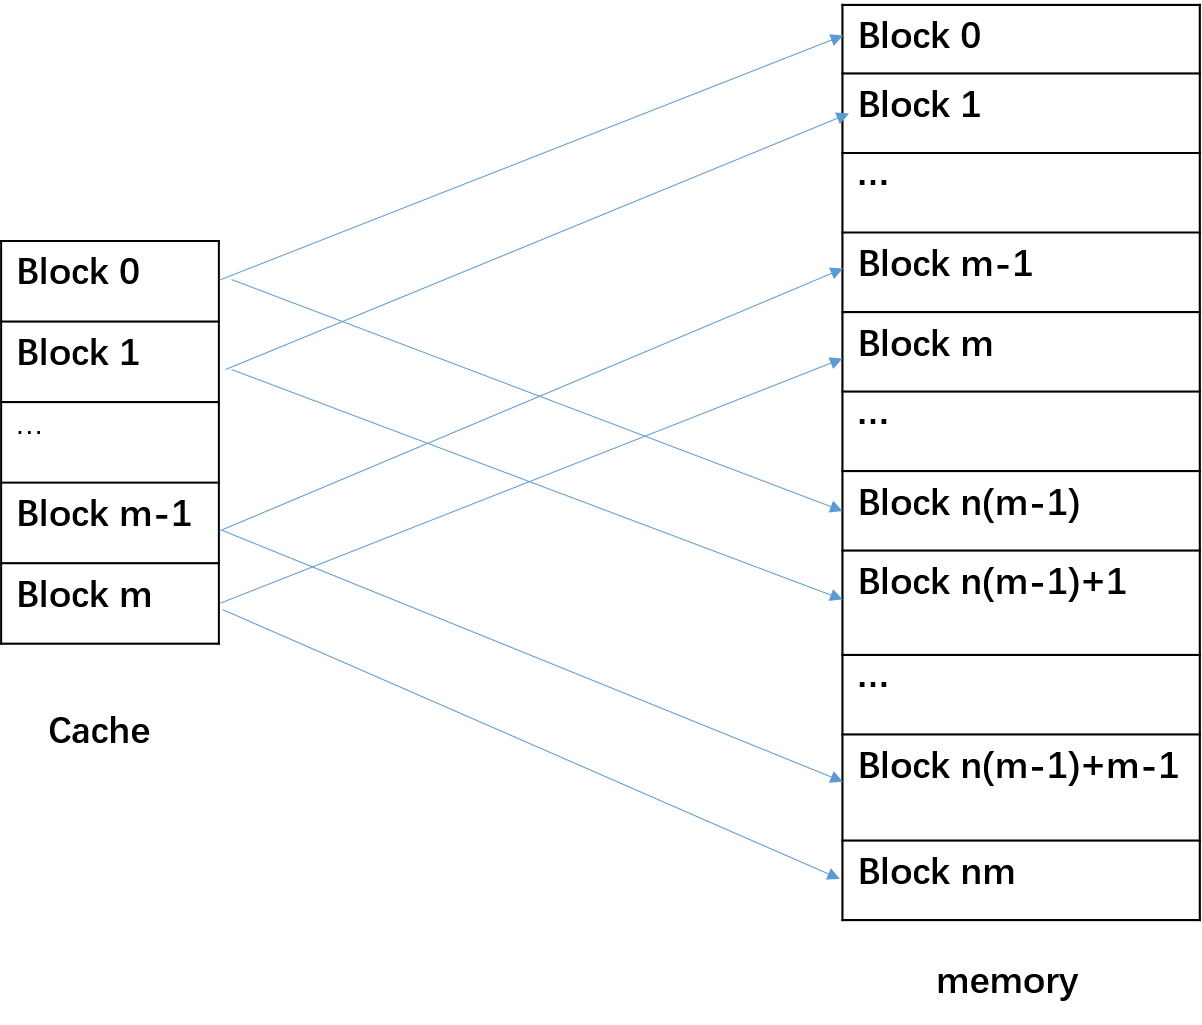 Block 0
Block 1
...
Block m-1
Block m
Cache
Block 0
Block 1
...
Block m-1
Block m
...
Block n(m-1)
Block n(m-1)+1
...
Block n(m-1)+m-1
Block nm
memory